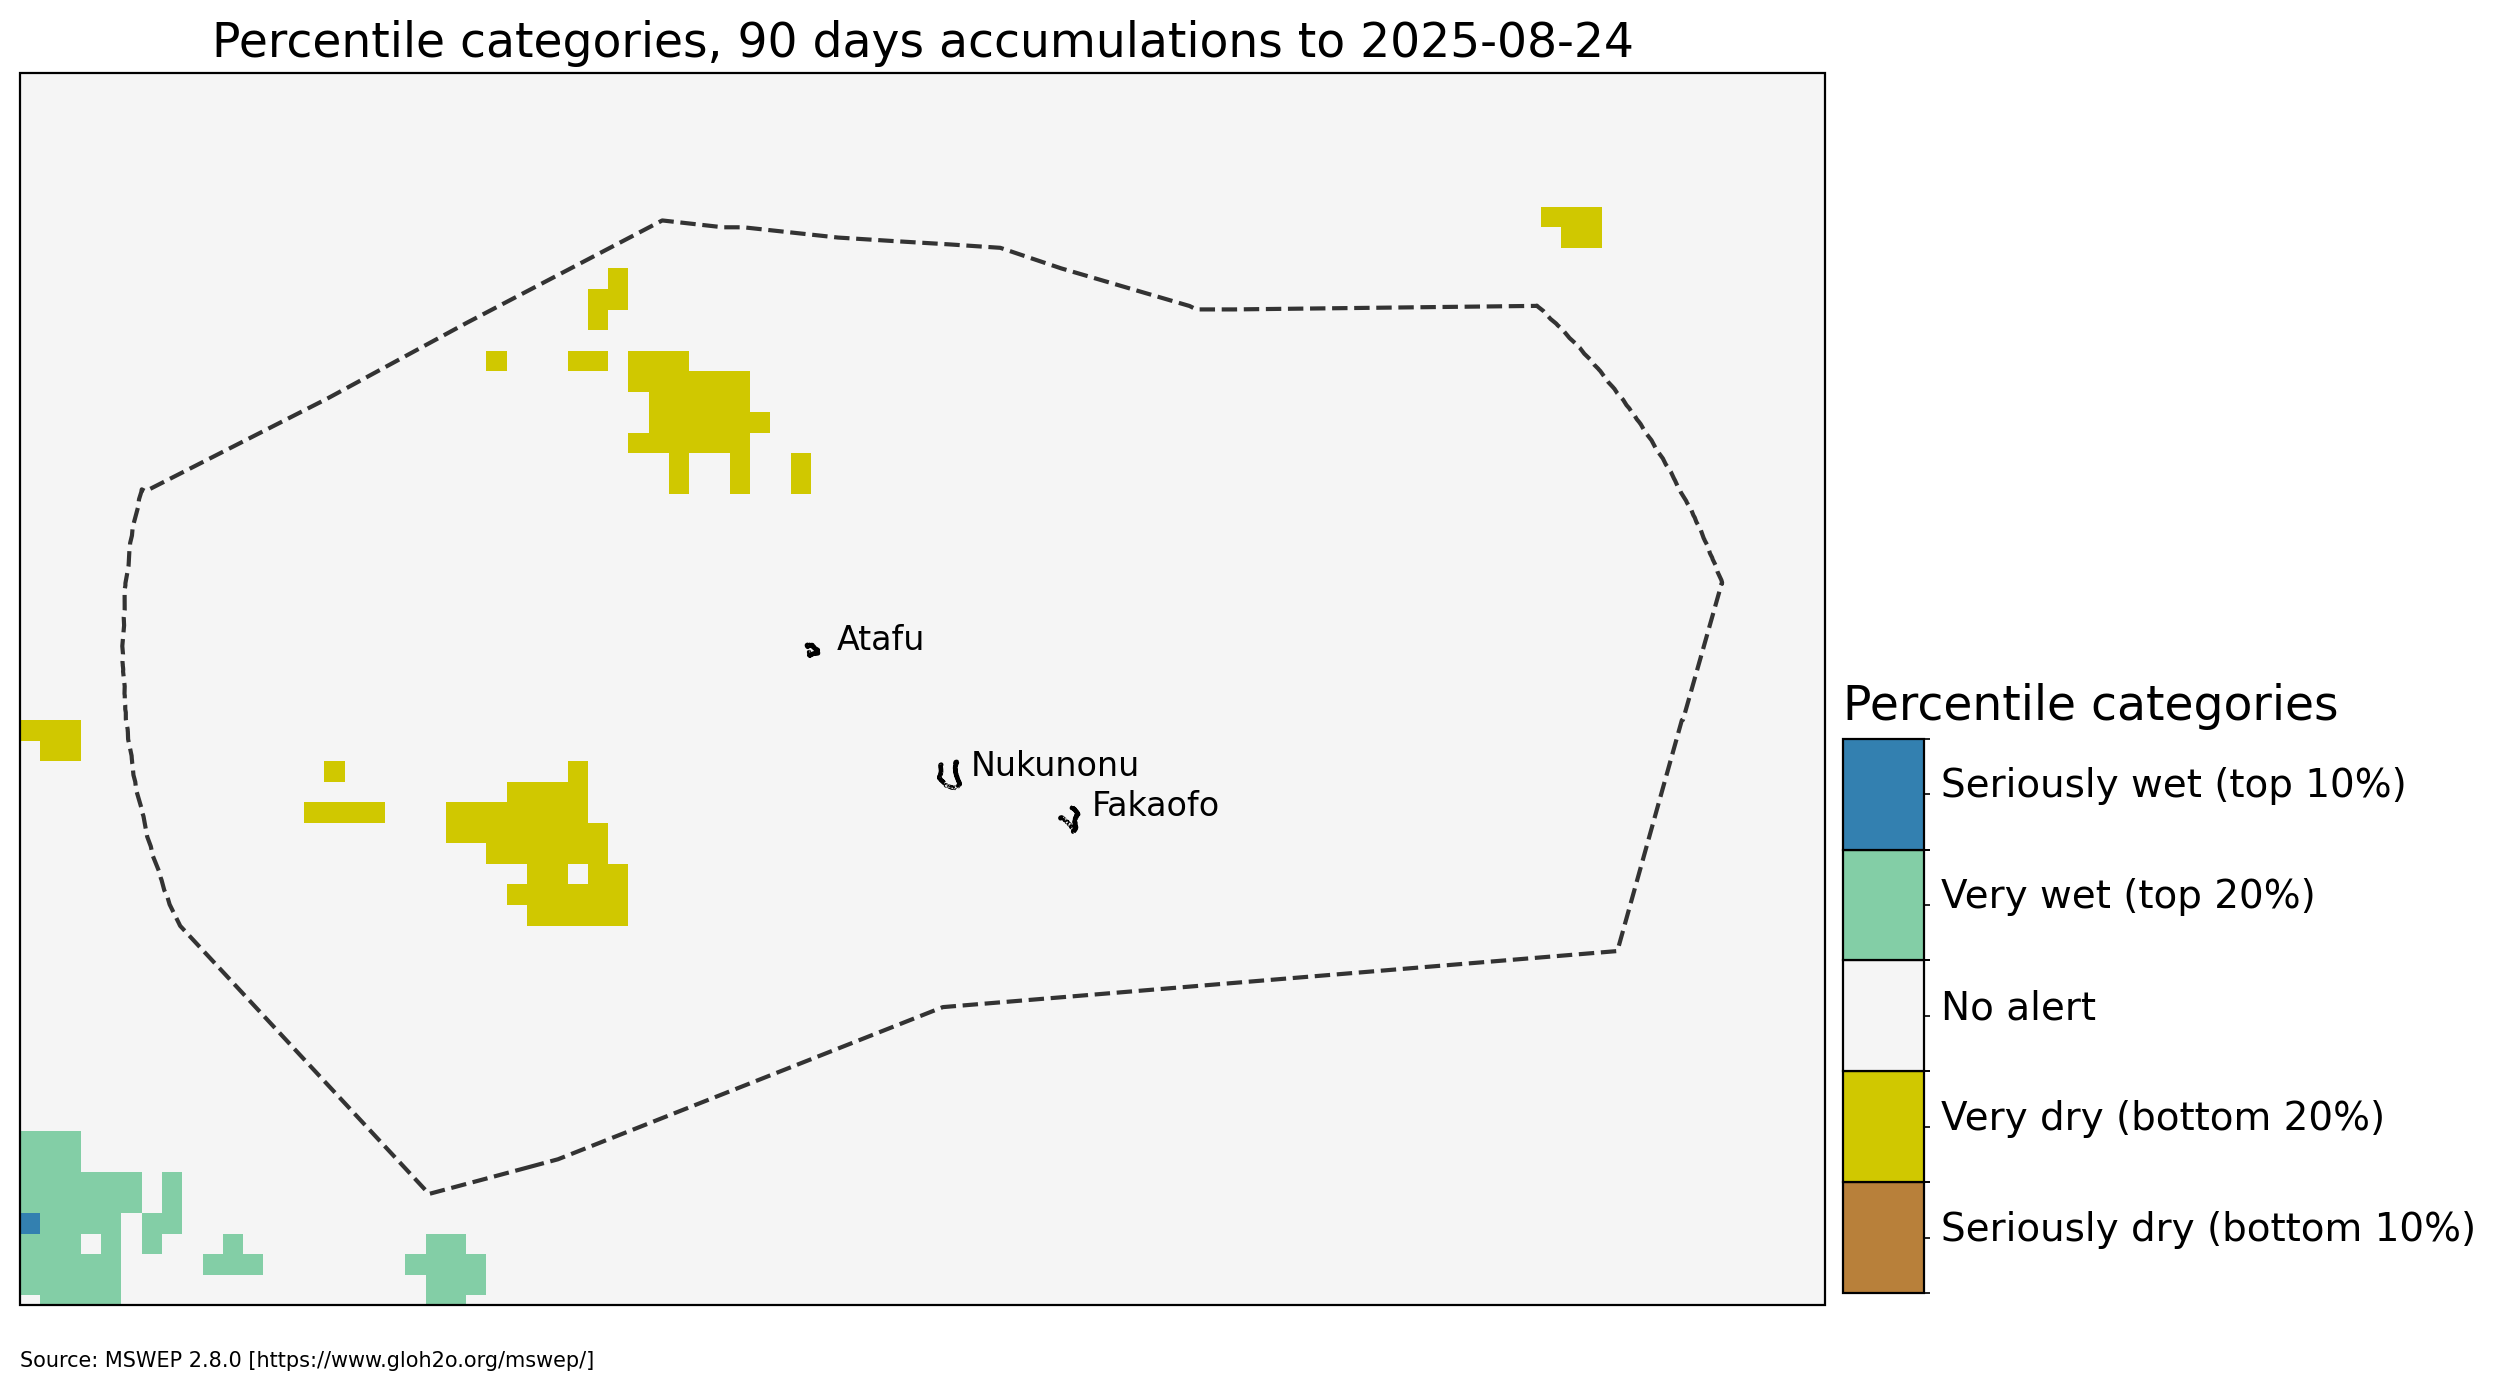 Percentile categories, 90 days accumulations to 2025-08-24
Atafu
Nukunonu
Fakaofo
Percentile categories
Seriously wet (top 10%)
Very wet (top 20%)
No alert
Very dry (bottom 20%)
Seriously dry (bottom 10%)
Source: MSWEP 2.8.0 [https://www.gloh2o.org/mswep/]